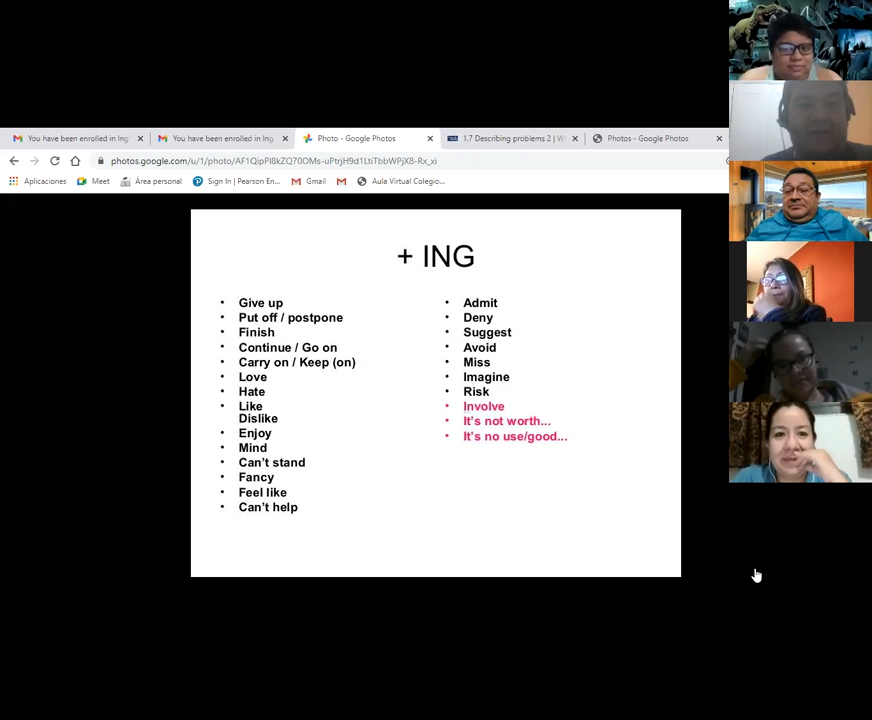 You have been enrolled in Ing
You have been enrolled in Ing
Photo - Google Photos
1.7 Describing problems 2 | W
Photos - Google Photos
photos.google.com/u/1/photo/AF1QipPl8kZQ70OMs-uPtrjH9d1LtiTbbWPjX8-Rx_xi
Aplicaciones
Meet
Área personal
Sign In | Pearson En...
Gmail
Aula Virtual Colegio...
+ ING
• Give up
• Put off / postpone
• Finish
• Continue / Go on
• Carry on / Keep (on)
• Love
• Hate
• Like
Dislike
• Enjoy
• Mind
• Can't stand
• Fancy
• Feel like
• Can't help
• Admit
• Deny
• Suggest
• Avoid
• Miss
• Imagine
• Risk
• Involve
• It's not worth...
• It's no use/good...